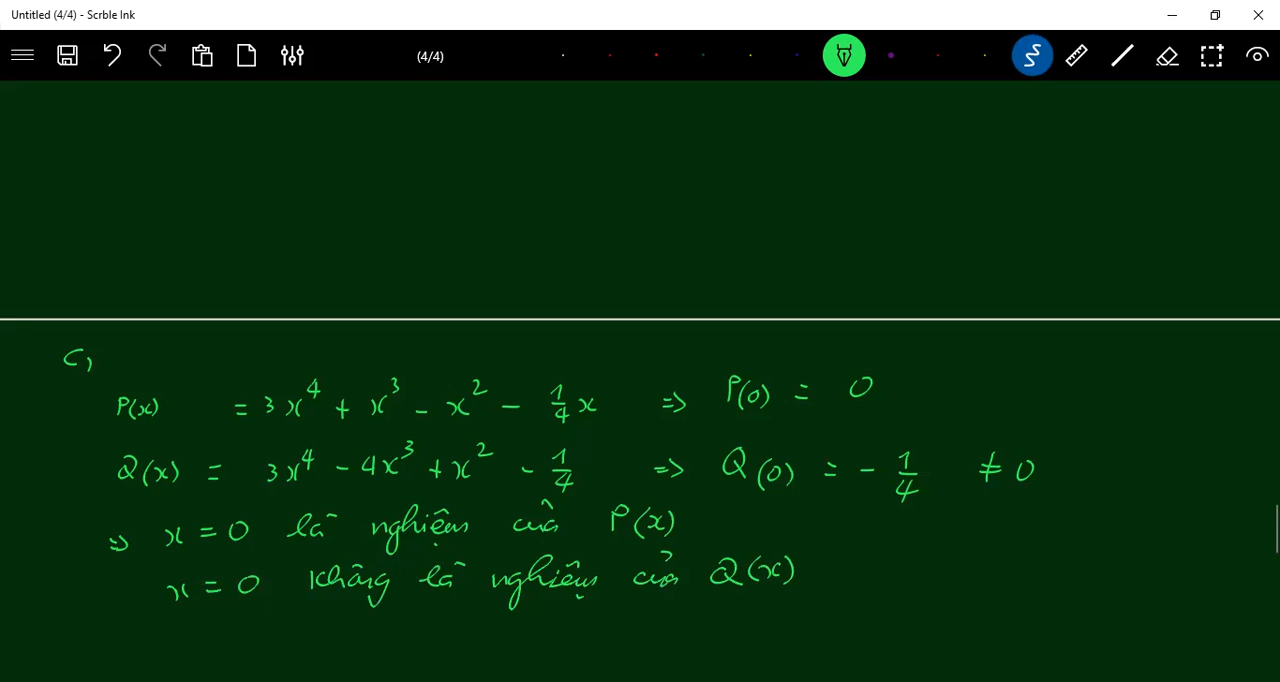 Untitled (4/4) - Scrble Ink
(4/4)
c,
P(x) = 3x⁴ + x³ - x² - 1/4 x => P(0) = 0
Q(x) = 3x⁴ - 4x³ + x² - 1/4 => Q(0) = - 1/4 ≠ 0
=> x = 0 là nghiệm của P(x)
x = 0 không là nghiệm của Q(x)